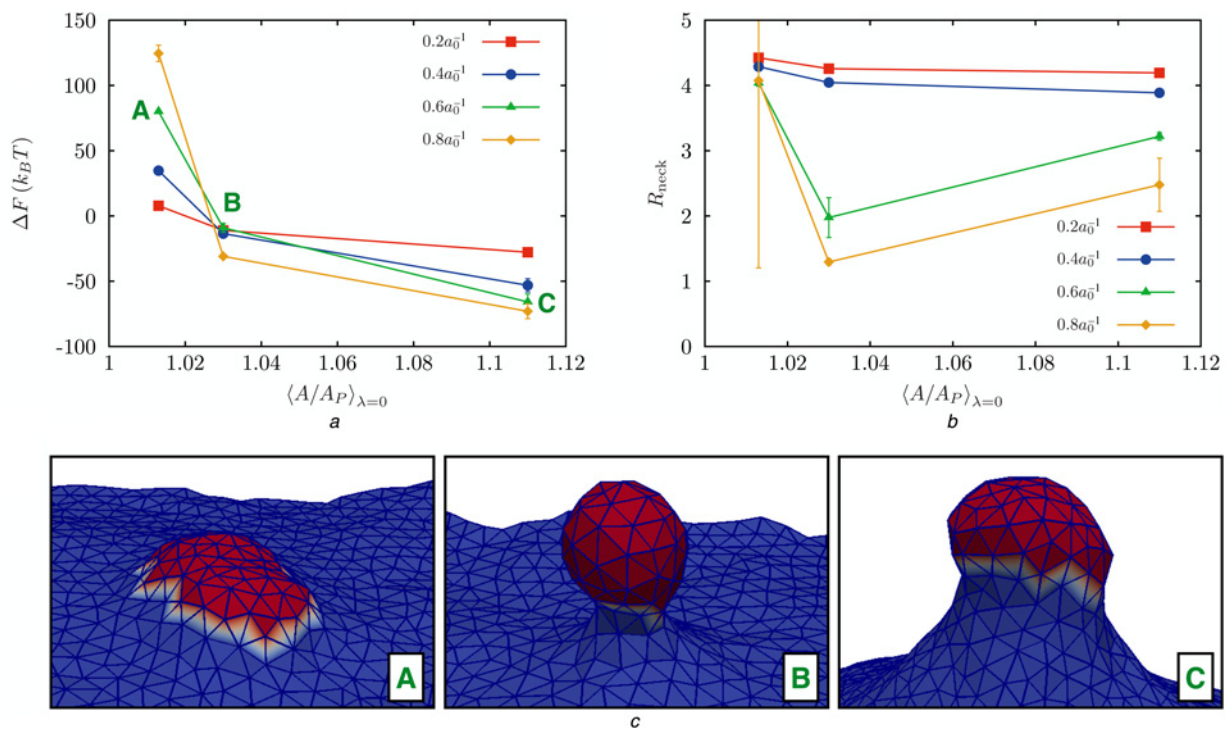 150
100
50
0
-50
-100
ΔF (k_BT)
0.2a_0^{-1}
0.4a_0^{-1}
0.6a_0^{-1}
0.8a_0^{-1}
A
B
C
1 1.02 1.04 1.06 1.08 1.1 1.12
⟨A/A_P⟩_{λ=0}
a
5
4
3
2
1
0
R_neck
0.2a_0^{-1}
0.4a_0^{-1}
0.6a_0^{-1}
0.8a_0^{-1}
1 1.02 1.04 1.06 1.08 1.1 1.12
⟨A/A_P⟩_{λ=0}
b
A
B
C
c